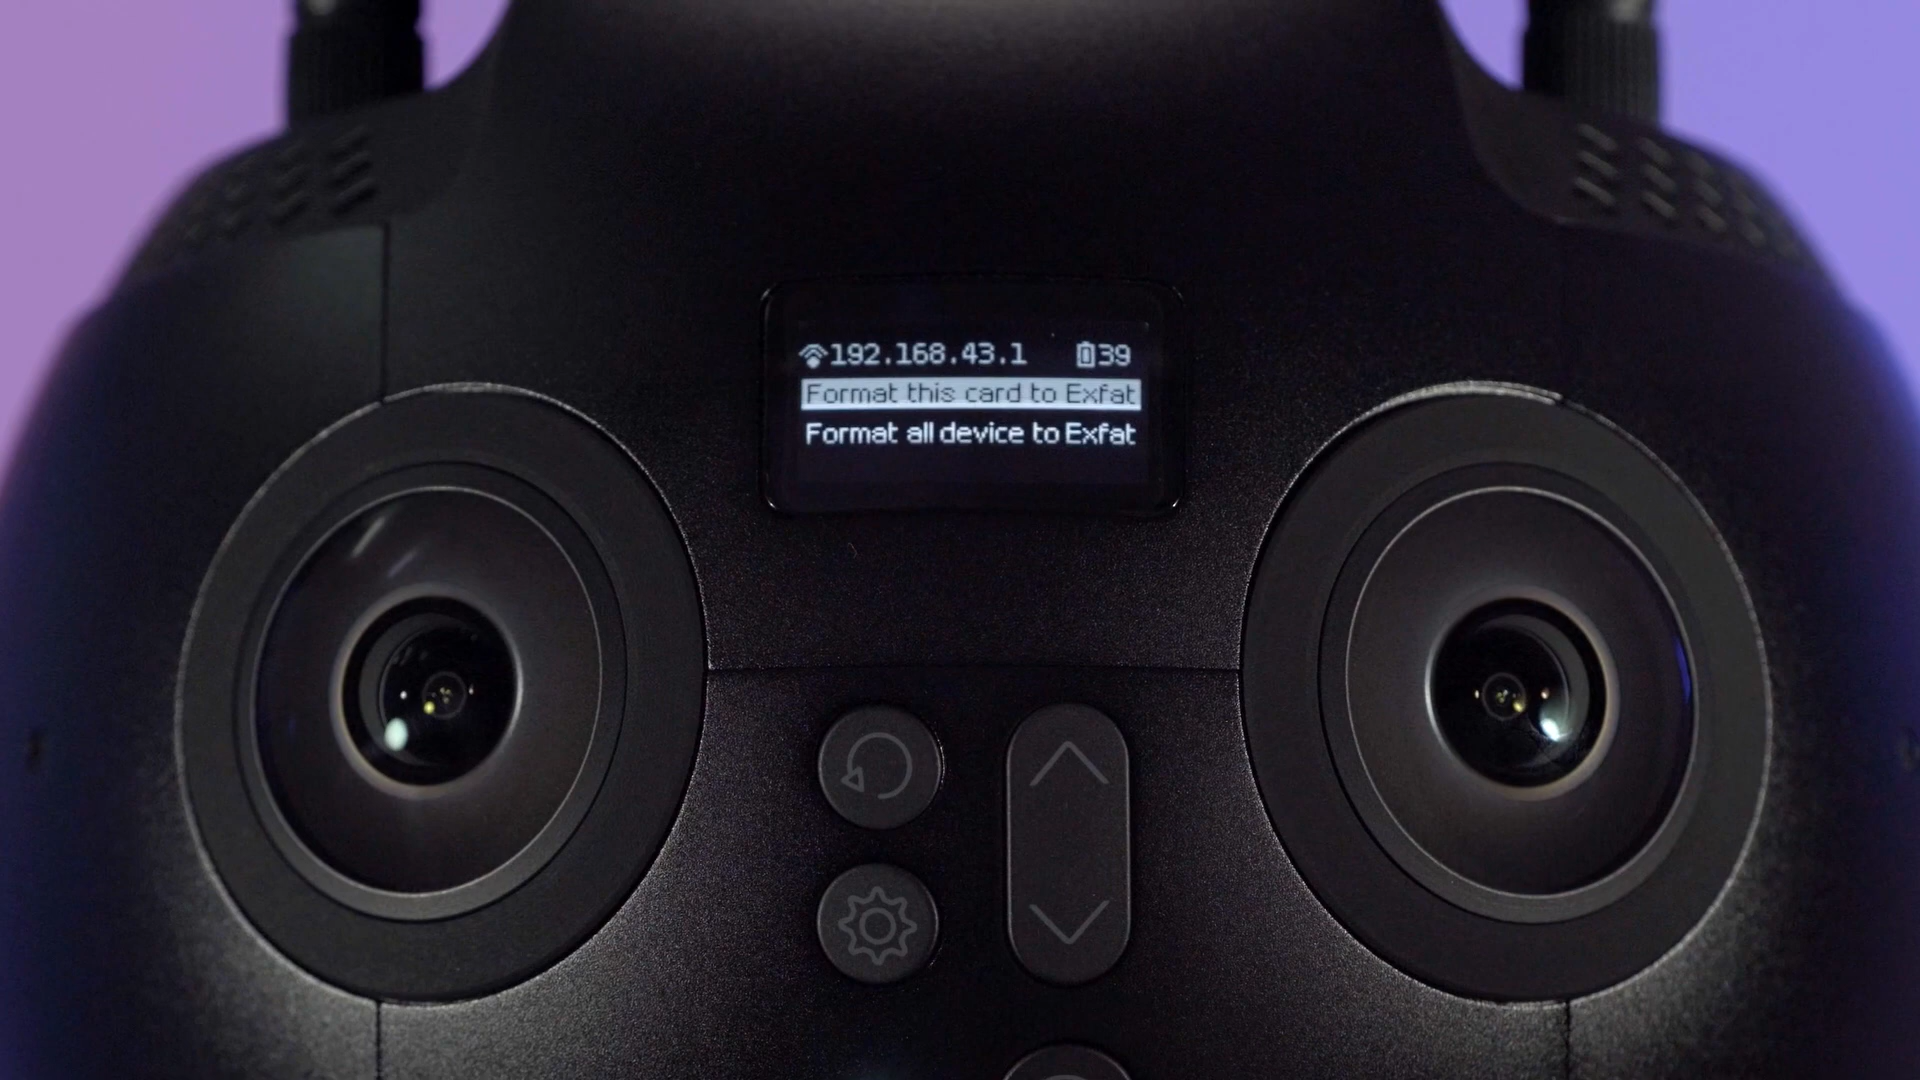 192.168.43.1 39
Format this card to Exfat
Format all device to Exfat